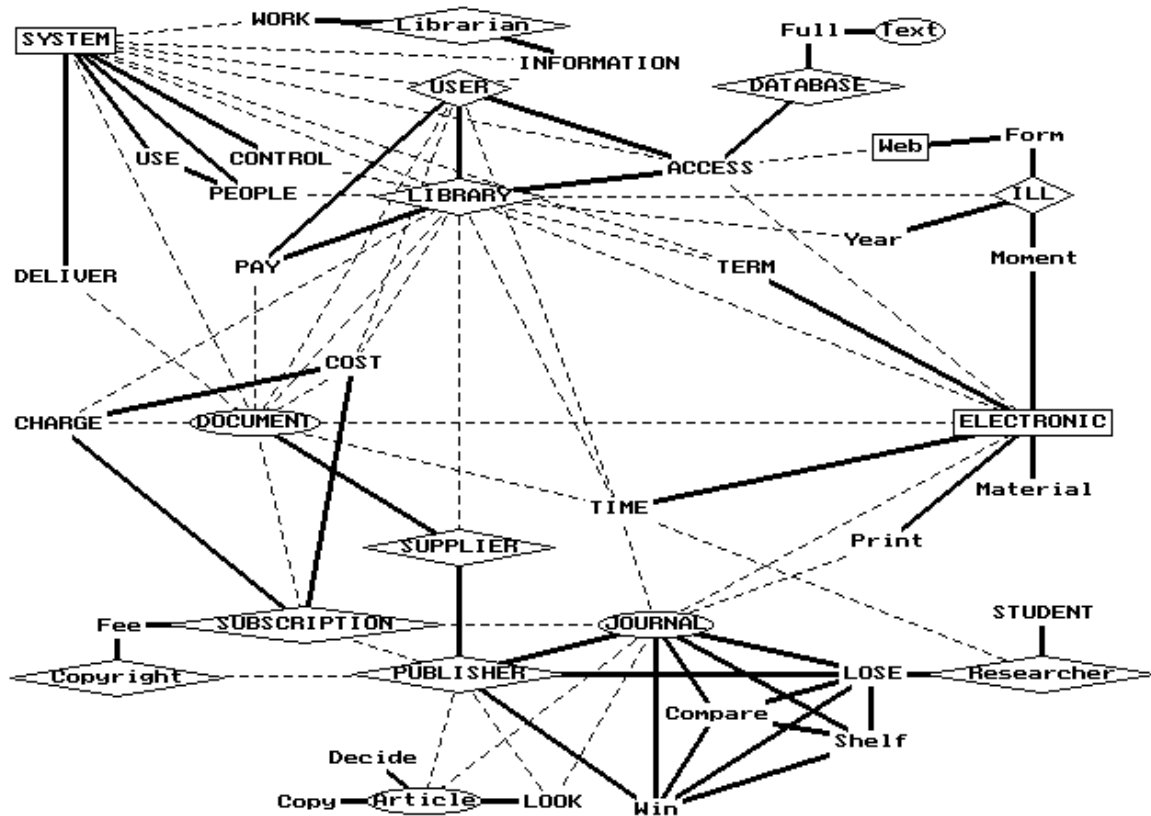 WORK
Librarian
Full
Text
SYSTEM
INFORMATION
USER
DATABASE
Web
Form
USE
CONTROL
ACCESS
PEOPLE
LIBRARY
ILL
Year
PAY
TERM
Moment
DELIVER
COST
CHARGE
DOCUMENT
ELECTRONIC
Material
TIME
SUPPLIER
Print
STUDENT
Fee
SUBSCRIPTION
JOURNAL
Copyright
PUBLISHER
LOSE
Researcher
Compare
Shelf
Decide
Copy
Article
LOOK
Win